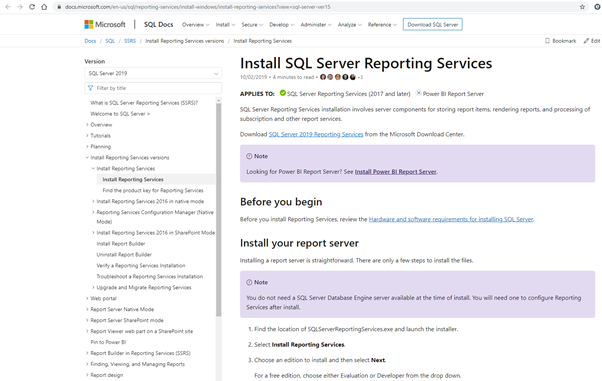 docs.microsoft.com/en-us/sql/reporting-services/install-windows/install-reporting-services?view=sql-server-ver15
Microsoft | SQL Docs Overview Install Secure Develop Administer Analyze Reference Download SQL Server
Docs / SQL / SSRS / Install Reporting Services versions / Install Reporting Services Bookmark Edit
Version
SQL Server 2019
Filter by title
What is SQL Server Reporting Services (SSRS)?
Welcome to SQL Server >
Overview
Tutorials
Planning
Install Reporting Services versions
Install Reporting Services
Install Reporting Services
Find the product key for Reporting Services
Install Reporting Services 2016 in native mode
Reporting Services Configuration Manager (Native
Mode)
Install Reporting Services 2016 in SharePoint Mode
Install Report Builder
Uninstall Report Builder
Verify a Reporting Services Installation
Troubleshoot a Reporting Services Installation
Upgrade and Migrate Reporting Services
Web portal
Report Server Native Mode
Report Server SharePoint mode
Report Viewer web part on a SharePoint site
Pin to Power BI
Report Builder in Reporting Services (SSRS)
Finding, Viewing, and Managing Reports
Report design
Install SQL Server Reporting Services
10/02/2019 • 4 minutes to read •
APPLIES TO: SQL Server Reporting Services (2017 and later) Power BI Report Server
SQL Server Reporting Services installation involves server components for storing report items, rendering reports, and processing of
subscription and other report services.
Download SQL Server 2019 Reporting Services from the Microsoft Download Center.
Note
Looking for Power BI Report Server? See Install Power BI Report Server.
Before you begin
Before you install Reporting Services, review the Hardware and software requirements for installing SQL Server.
Install your report server
Installing a report server is straightforward. There are only a few steps to install the files.
Note
You do not need a SQL Server Database Engine server available at the time of install. You will need one to configure Reporting
Services after install.
1. Find the location of SQLServerReportingServices.exe and launch the installer.
2. Select Install Reporting Services.
3. Choose an edition to install and then select Next.
For a free edition, choose either Evaluation or Developer from the drop down.